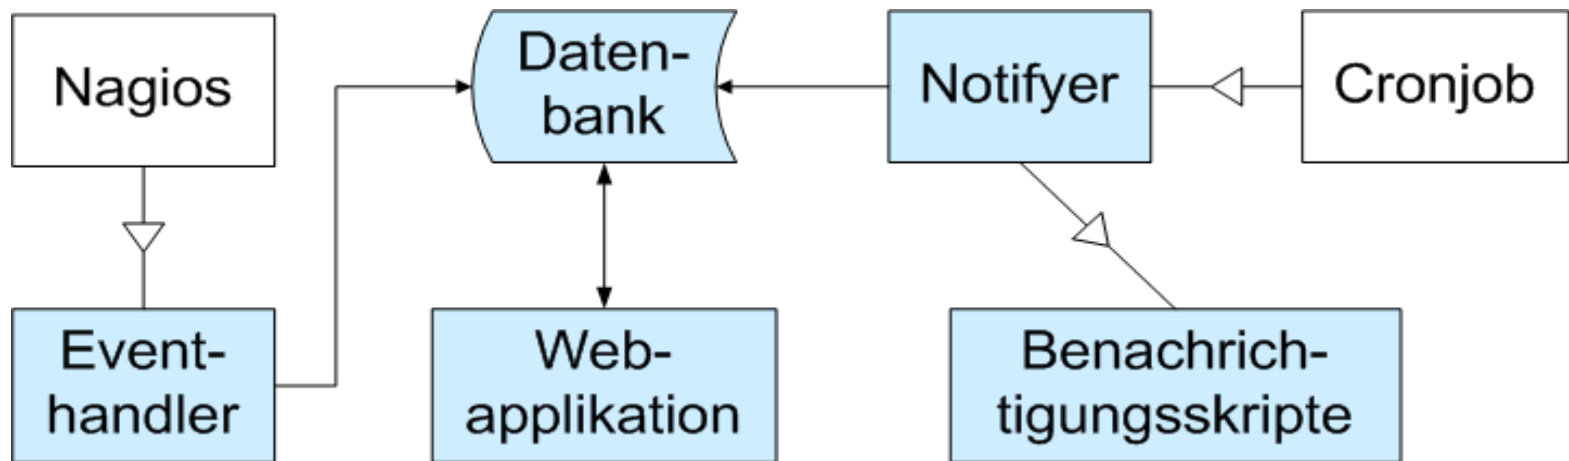 Nagios
Daten-
bank
Notifyer
Cronjob
Event-
handler
Web-
applikation
Benachrich-
tigungsskripte